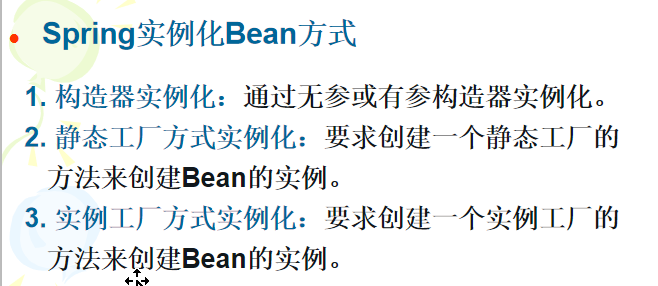 • Spring实例化Bean方式
1. 构造器实例化：通过无参或有参构造器实例化。
2. 静态工厂方式实例化：要求创建一个静态工厂的
方法来创建Bean的实例。
3. 实例工厂方式实例化：要求创建一个实例工厂的
方法来创建Bean的实例。